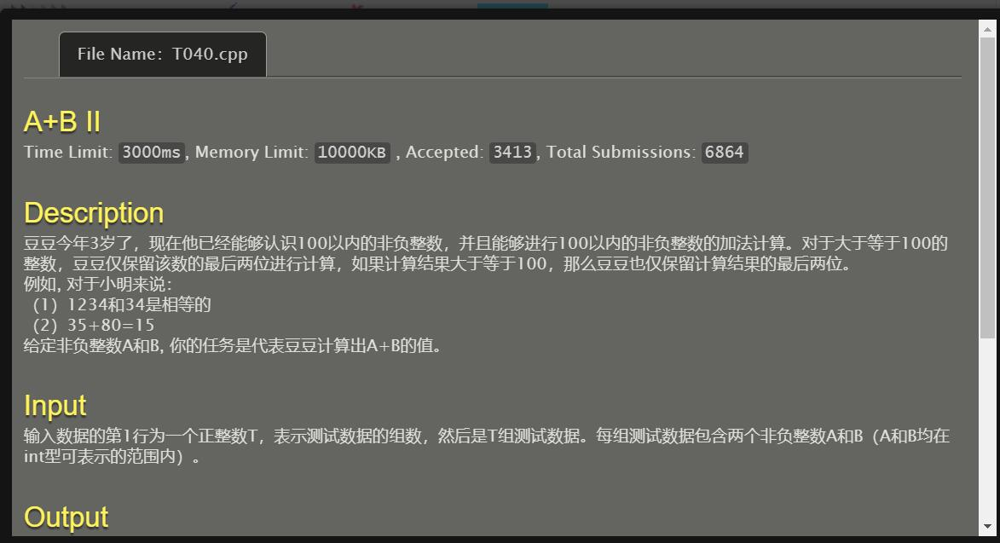 File Name：T040.cpp
A+B II
Time Limit: 3000ms, Memory Limit: 10000KB , Accepted: 3413, Total Submissions: 6864
Description
豆豆今年3岁了，现在他已经能够认识100以内的非负整数，并且能够进行100以内的非负整数的加法计算。对于大于等于100的
整数，豆豆仅保留该数的最后两位进行计算，如果计算结果大于等于100，那么豆豆也仅保留计算结果的最后两位。
例如, 对于小明来说：
（1）1234和34是相等的
（2）35+80=15
给定非负整数A和B, 你的任务是代表豆豆计算出A+B的值。
Input
输入数据的第1行为一个正整数T，表示测试数据的组数，然后是T组测试数据。每组测试数据包含两个非负整数A和B（A和B均在
int型可表示的范围内）。
Output